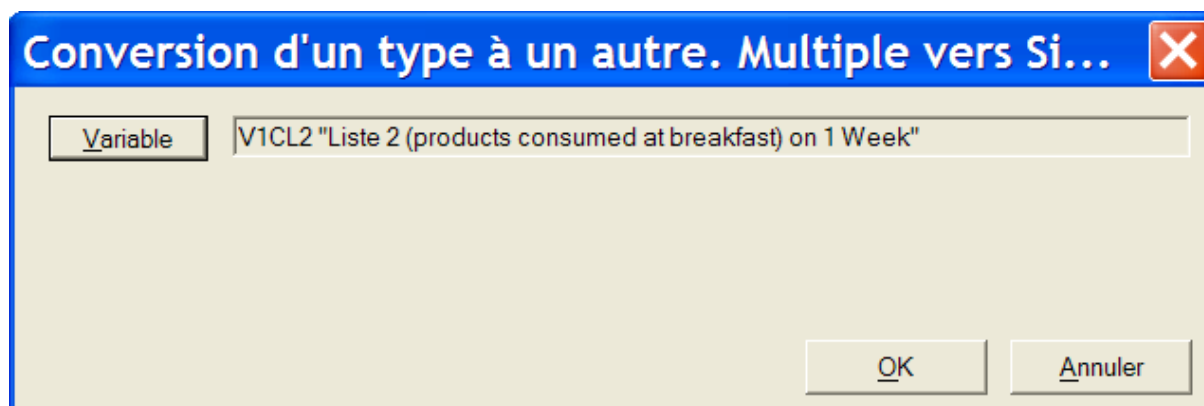 Conversion d'un type à un autre. Multiple vers Si...
Variable V1CL2 "Liste 2 (products consumed at breakfast) on 1 Week"
OK Annuler